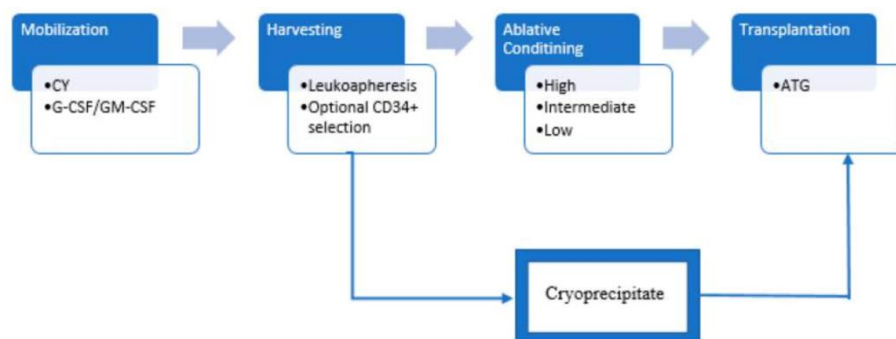 Mobilization
•CY
•G-CSF/GM-CSF
Harvesting
•Leukoapheresis
•Optional CD34+
selection
Ablative
Conditining
•High
•Intermediate
•Low
Transplantation
•ATG
Cryoprecipitate